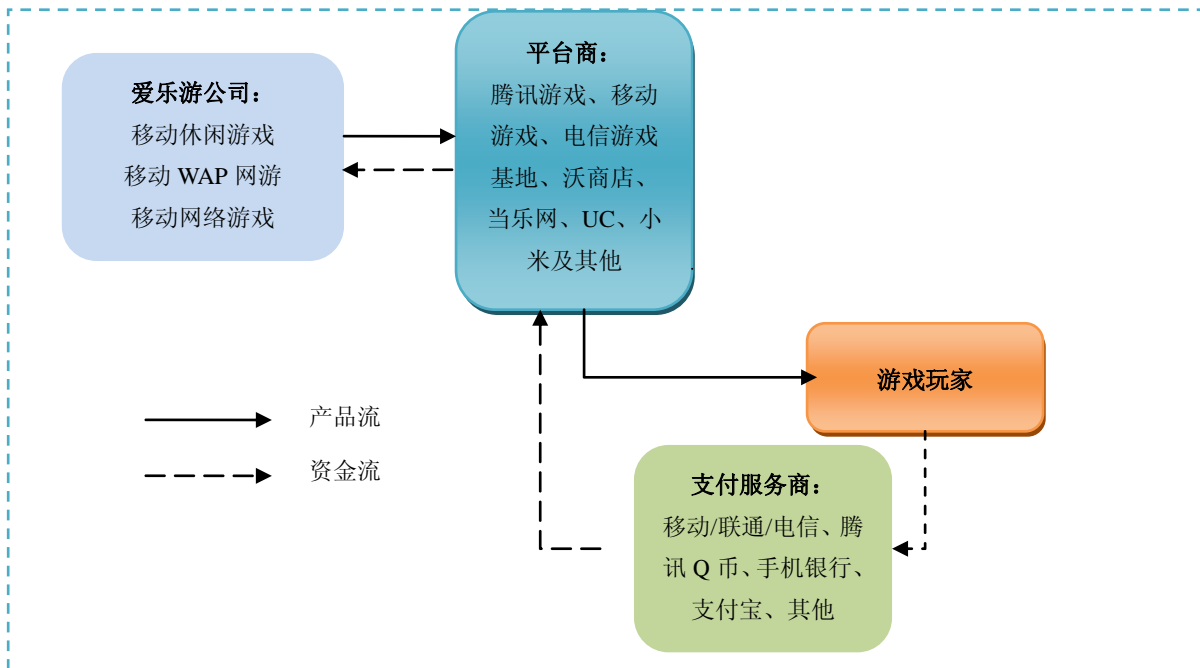 爱乐游公司：
移动休闲游戏
移动 WAP 网游
移动网络游戏
平台商：
腾讯游戏、移动
游戏、电信游戏
基地、沃商店、
当乐网、UC、小
米及其他
游戏玩家
产品流
资金流
支付服务商：
移动/联通/电信、腾
讯 Q 币、手机银行、
支付宝、其他